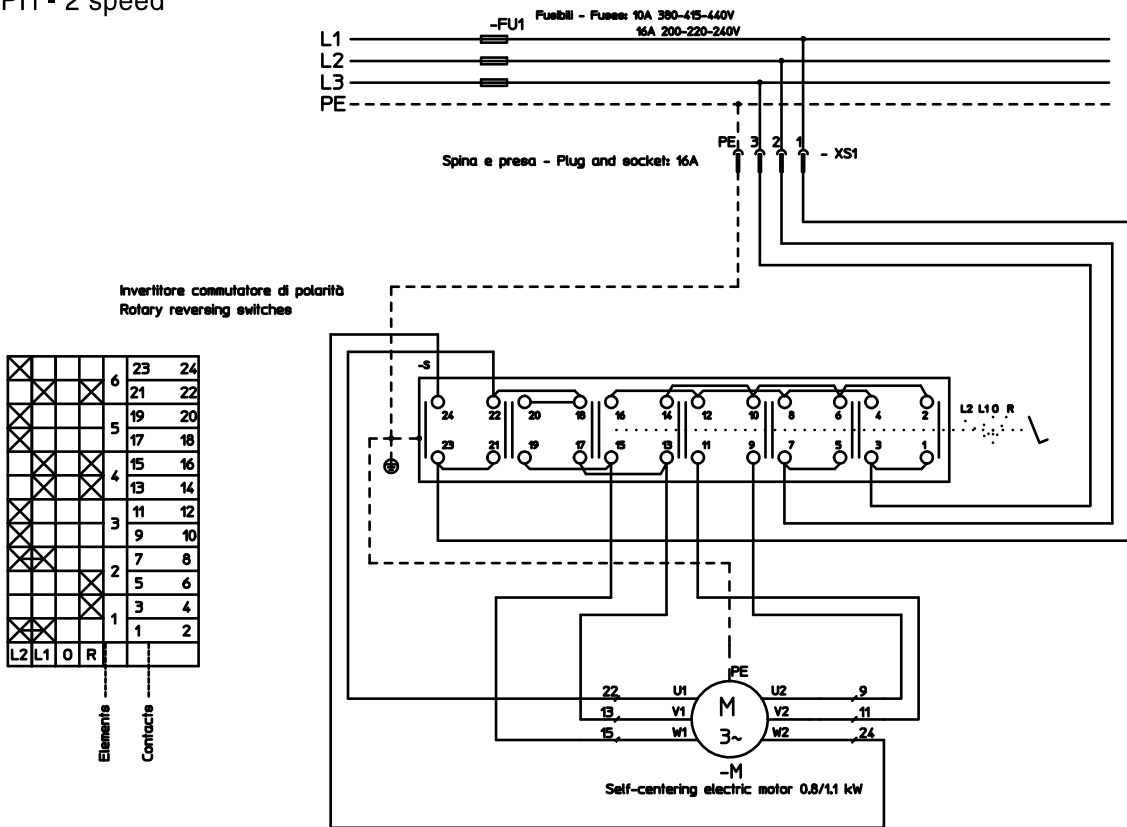 PH - 2 speed
Fusibili - Fuses: 10A 380-415-440V
16A 200-220-240V
-FU1
L1
L2
L3
PE
PE 3 2 1
- XS1
Spina e presa - Plug and socket: 16A
Invertitore commutatore di polarità
Rotary reversing switches
-S
24 22 20 18 16 14 12 10 8 6 4 2
L2 L1 0 R
23 21 19 17 15 13 11 9 7 5 3 1
6 23 24
21 22
5 19 20
17 18
4 15 16
13 14
3 11 12
9 10
2 7 8
5 6
1 3 4
1 2
L2 L1 0 R
Elements
Contacts
PE
22 U1 U2 9
13 V1 V2 11
15 W1 W2 24
M
3~
-M
Self-centering electric motor 0.8/1.1 kW